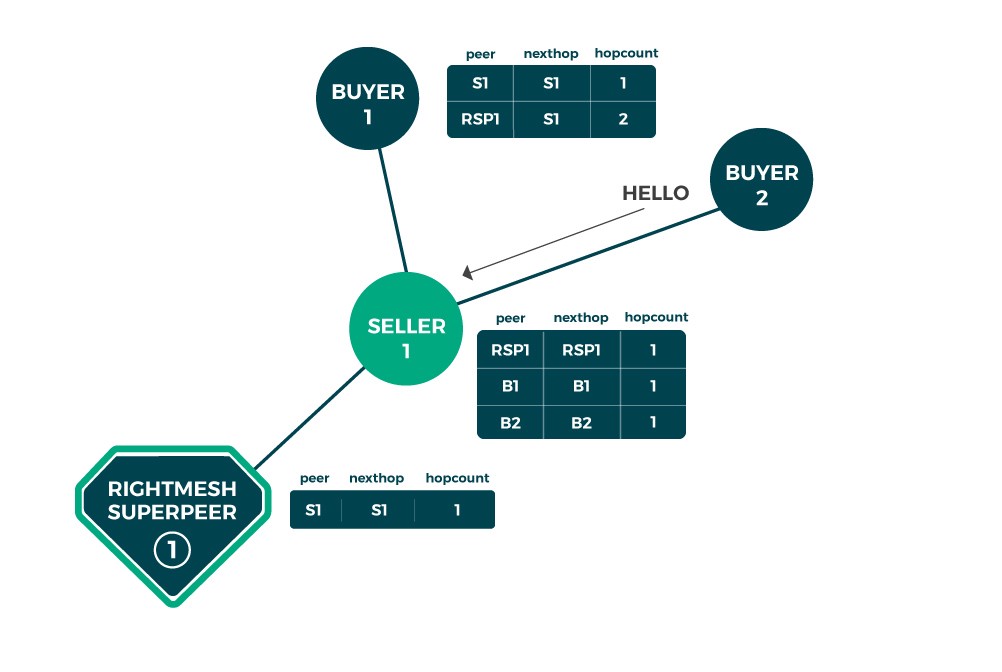 BUYER
1
peer nexthop hopcount
S1 S1 1
RSP1 S1 2
BUYER
2
HELLO
SELLER
1
peer nexthop hopcount
RSP1 RSP1 1
B1 B1 1
B2 B2 1
RIGHTMESH
SUPERPEER
1
peer nexthop hopcount
S1 S1 1